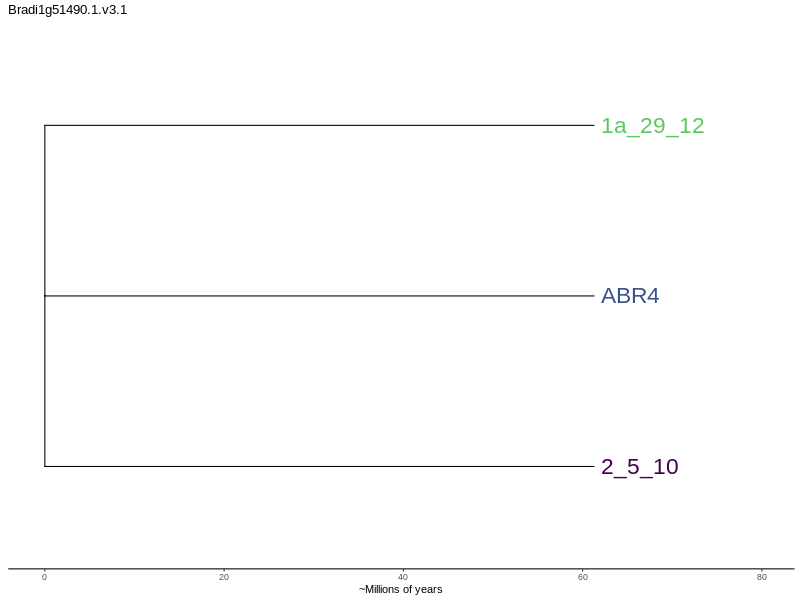 Bradi1g51490.1.v3.1
1a_29_12
ABR4
2_5_10
0 20 40 60 80
~Millions of years